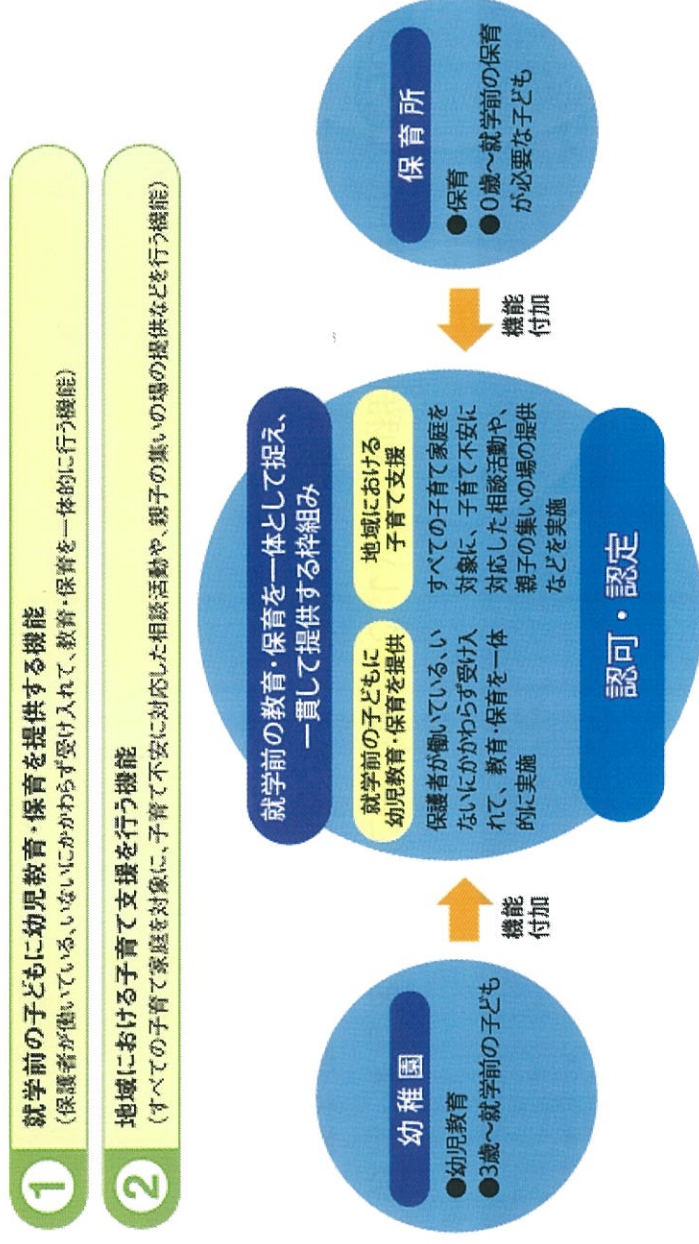 1
就学前の子どもに幼児教育・保育を提供する機能
(保護者が働いている、いないにかかわらず受け入れて、教育・保育を一体的に行う機能)
2
地域における子育て支援を行う機能
(すべての子育て家庭を対象に、子育て不安に対応した相談活動や、親子の集いの場の提供などを行う機能)
幼稚園
●幼児教育
●3歳～就学前の子ども
機能
付加
就学前の教育・保育を一体として捉え、
一貫して提供する枠組み
就学前の子どもに
幼児教育・保育を提供
保護者が働いている、い
ないにかかわらず受け入
れて、教育・保育を一体
的に実施
地域における
子育て支援
すべての子育て家庭を
対象に、子育て不安に
対応した相談活動や、
親子の集いの場の提供
などを実施
認可・認定
機能
付加
保育所
●保育
●0歳～就学前の保育
が必要な子ども